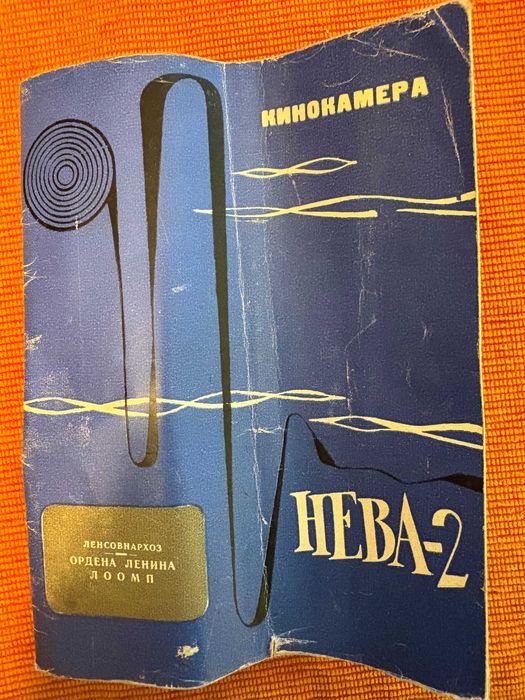 КИНОКАМЕРА
НЕВА-2
ЛЕНСОВНАРХОЗ
ОРДЕНА ЛЕНИНА
ЛООМП